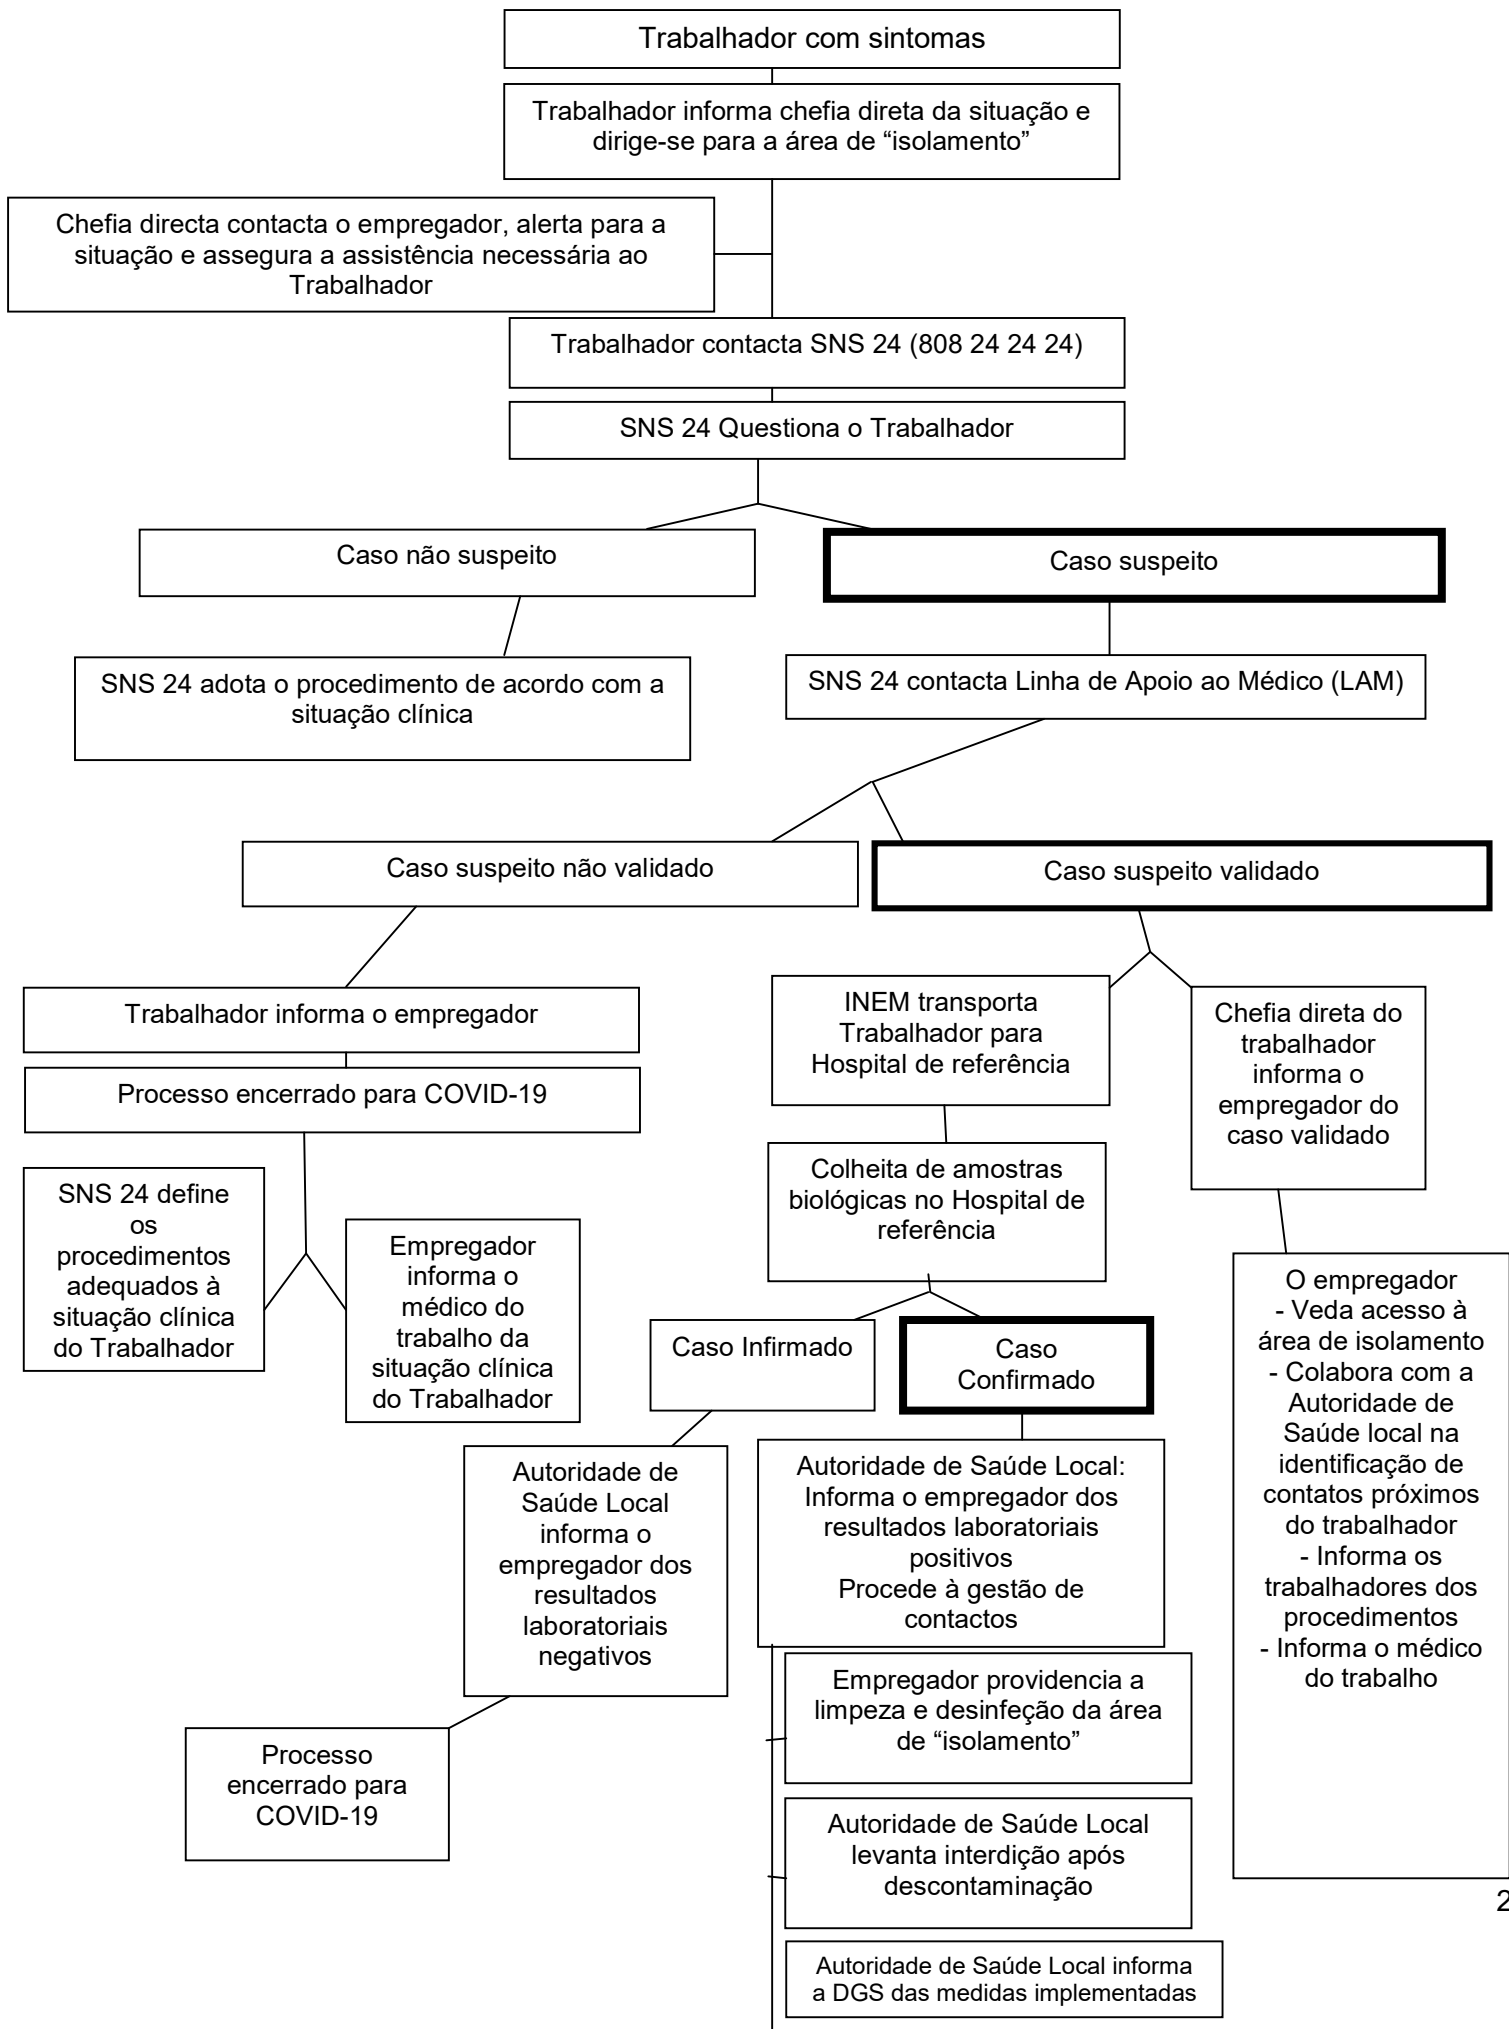 Trabalhador com sintomas
Trabalhador informa chefia direta da situação e
dirige-se para a área de “isolamento”
Chefia directa contacta o empregador, alerta para a
situação e assegura a assistência necessária ao
Trabalhador
Trabalhador contacta SNS 24 (808 24 24 24)
SNS 24 Questiona o Trabalhador
Caso não suspeito
Caso suspeito
SNS 24 adota o procedimento de acordo com a
situação clínica
SNS 24 contacta Linha de Apoio ao Médico (LAM)
Caso suspeito não validado
Caso suspeito validado
Trabalhador informa o empregador
Processo encerrado para COVID-19
SNS 24 define
os
procedimentos
adequados à
situação clínica
do Trabalhador
Empregador
informa o
médico do
trabalho da
situação clínica
do Trabalhador
INEM transporta
Trabalhador para
Hospital de referência
Chefia direta do
trabalhador
informa o
empregador do
caso validado
Colheita de amostras
biológicas no Hospital de
referência
Caso Infirmado
Caso
Confirmado
O empregador
- Veda acesso à
área de isolamento
- Colabora com a
Autoridade de
Saúde local na
identificação de
contatos próximos
do trabalhador
- Informa os
trabalhadores dos
procedimentos
- Informa o médico
do trabalho
Autoridade de
Saúde Local
informa o
empregador dos
resultados
laboratoriais
negativos
Autoridade de Saúde Local:
Informa o empregador dos
resultados laboratoriais
positivos
Procede à gestão de
contactos
Processo
encerrado para
COVID-19
Empregador providencia a
limpeza e desinfeção da área
de “isolamento”
Autoridade de Saúde Local
levanta interdição após
descontaminação
Autoridade de Saúde Local informa
a DGS das medidas implementadas
2